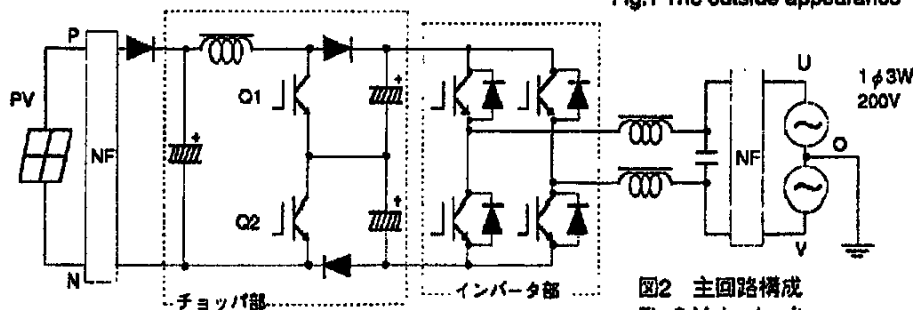 Fig.1 The outside appearance
P
PV
NF
N
Q1
Q2
チョッパ部
インバータ部
NF
U
1φ3W
200V
O
V
図2 主回路構成